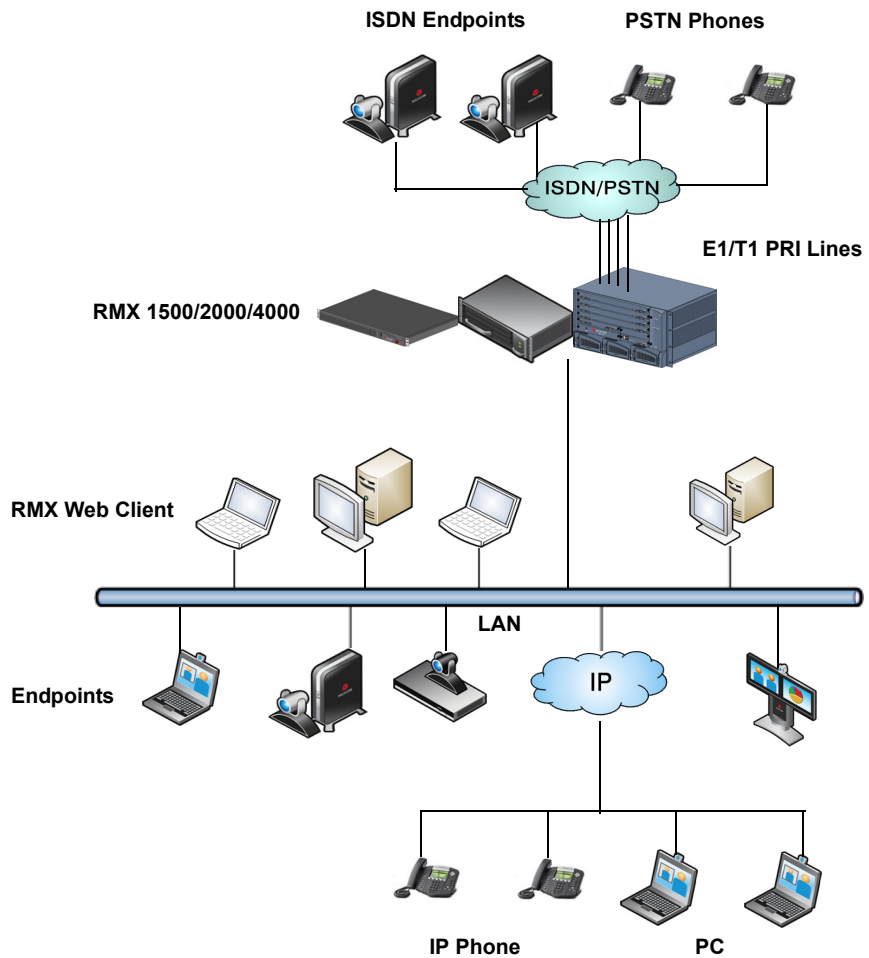 ISDN Endpoints
PSTN Phones
ISDN/PSTN
E1/T1 PRI Lines
RMX 1500/2000/4000
RMX Web Client
LAN
Endpoints
IP
IP Phone
PC